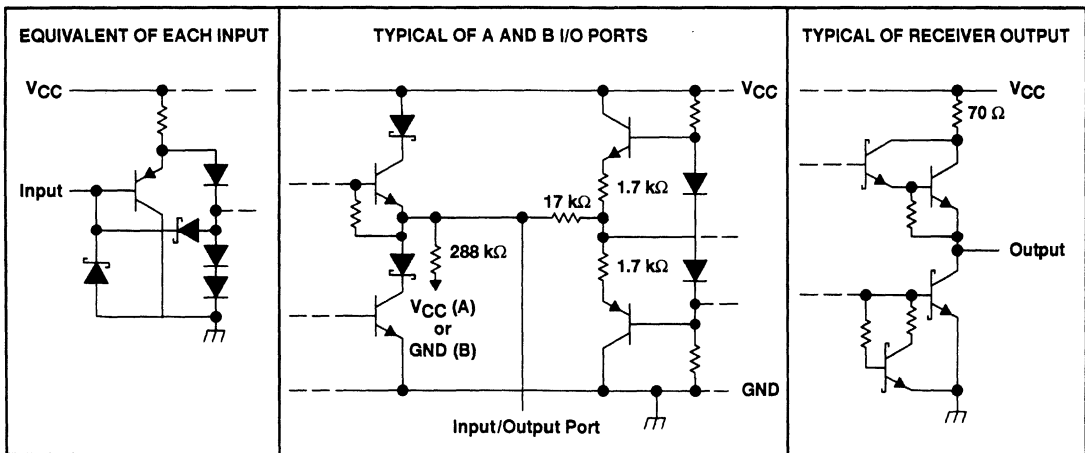 EQUIVALENT OF EACH INPUT
VCC
Input
TYPICAL OF A AND B I/O PORTS
VCC
1.7 kΩ
17 kΩ
288 kΩ
1.7 kΩ
VCC (A)
or
GND (B)
GND
Input/Output Port
TYPICAL OF RECEIVER OUTPUT
VCC
70 Ω
Output